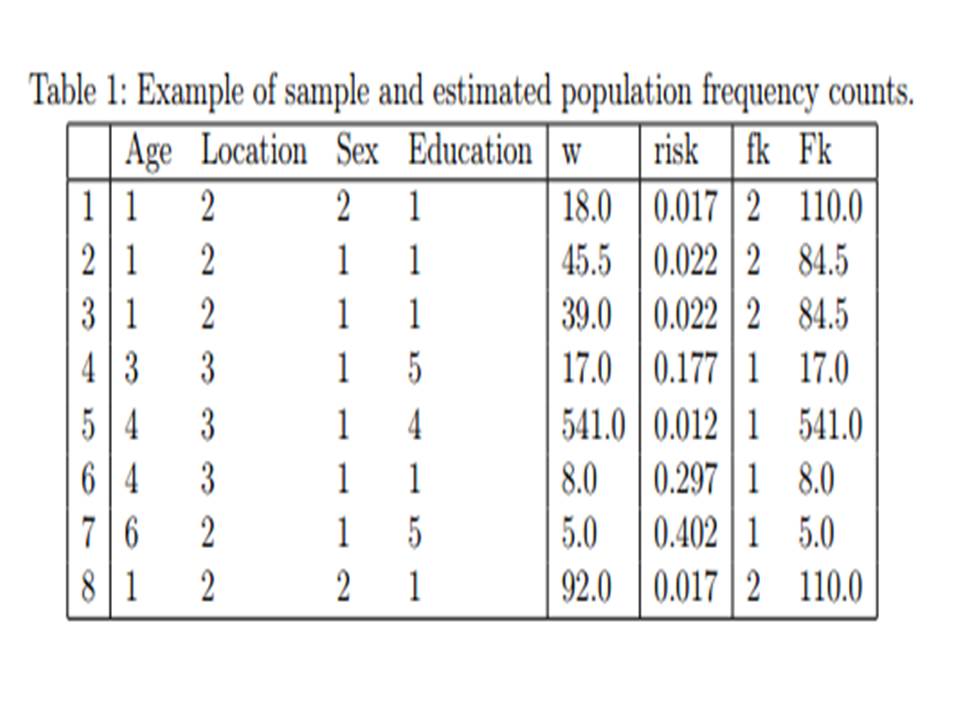 Table 1: Example of sample and estimated population frequency counts.
Age Location Sex Education w risk fk Fk
1 1 2 2 1 18.0 0.017 2 110.0
2 1 2 1 1 45.5 0.022 2 84.5
3 1 2 1 1 39.0 0.022 2 84.5
4 3 3 1 5 17.0 0.177 1 17.0
5 4 3 1 4 541.0 0.012 1 541.0
6 4 3 1 1 8.0 0.297 1 8.0
7 6 2 1 5 5.0 0.402 1 5.0
8 1 2 2 1 92.0 0.017 2 110.0